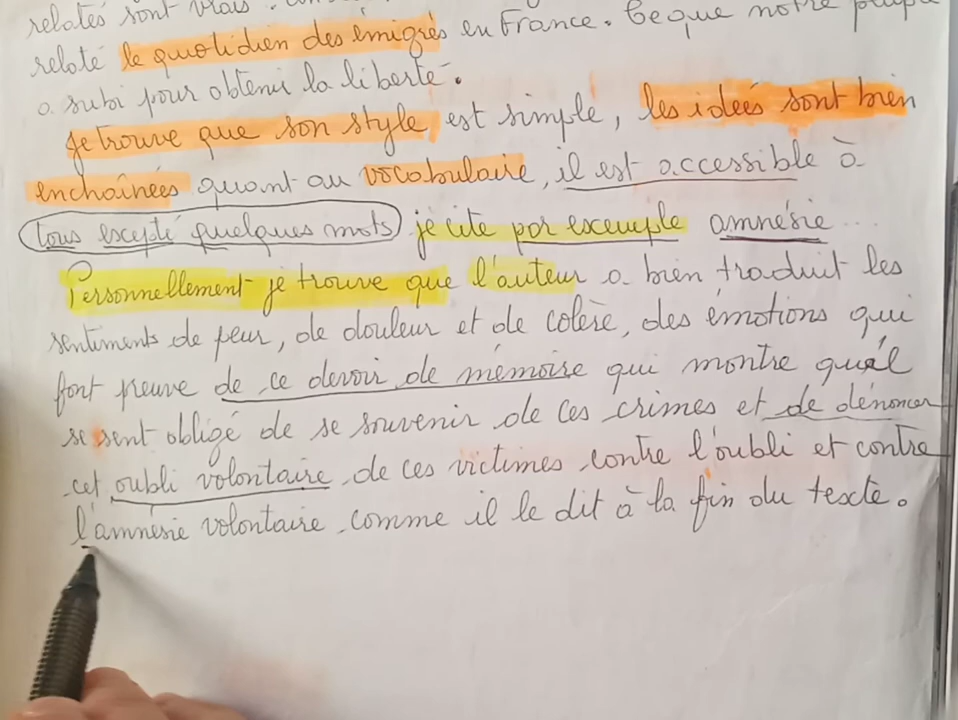 relatés sont vrais.
relaté le quotidien des émigrés en France. Ce que notre peuple
a subi pour obtenir la liberté.
Je trouve que son style est simple, les ideés sont bien
enchaînées quant au vocabulaire, il est accessible à
tous escepté quelques mots je cite par escemple amnésie...
Personnellement je trouve que l'auteur a bien traduit les
sentiments de peur, de douleur et de colère, des émotions qui
font preuve de ce devoir de mémoire qui montre qu'il
se sent obligé de se souvenir de ces crimes et de dénoncer
cet oubli volontaire de ces victimes contre l'oubli et contre
l'amnésie volontaire comme il le dit à la fin du texte.